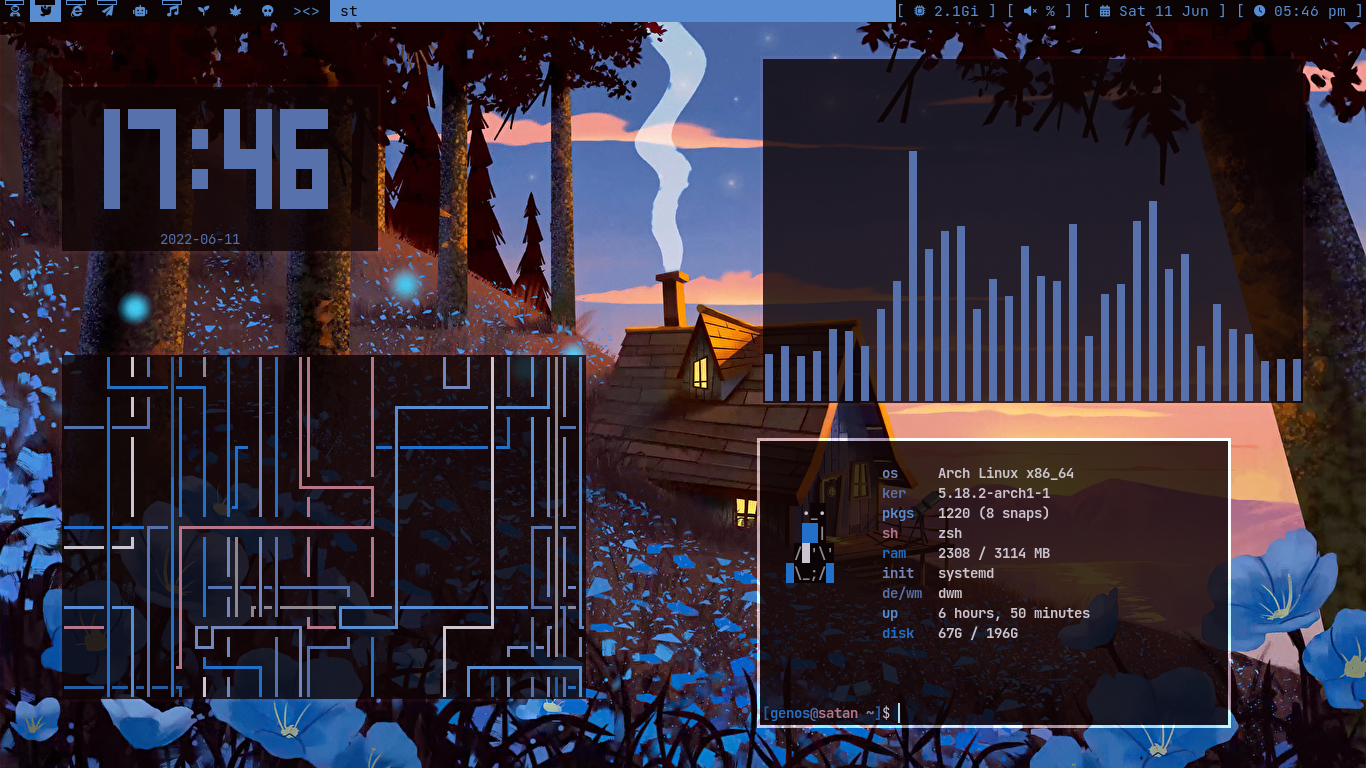 ><> st [ 2.1Gi ] [ % ] [ Sat 11 Jun ] [ 05:46 pm ]
17:46
2022-06-11
os Arch Linux x86_64
ker 5.18.2-arch1-1
pkgs 1220 (8 snaps)
sh zsh
ram 2308 / 3114 MB
init systemd
de/wm dwm
up 6 hours, 50 minutes
disk 67G / 196G
[genos@satan ~]$